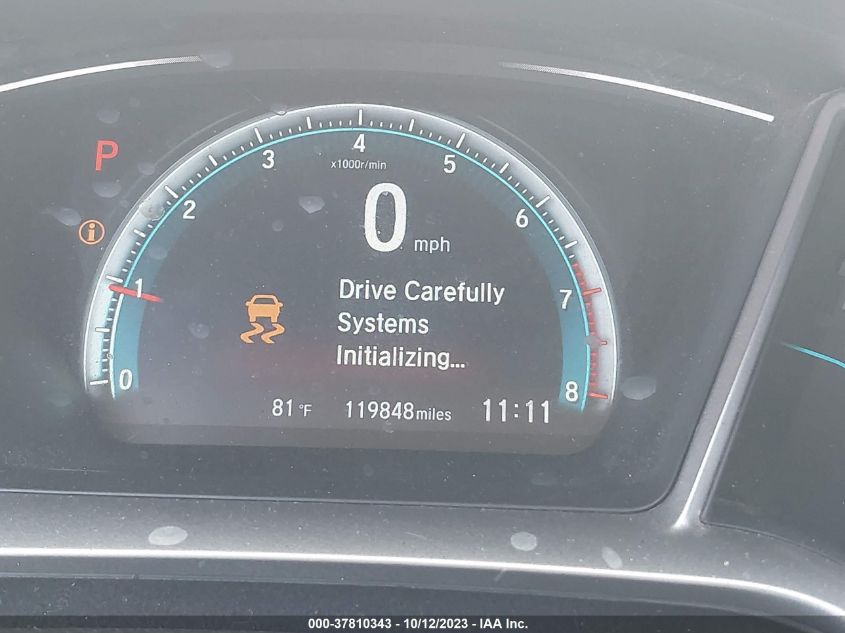 4
3
5
x1000r/min
P
2
0
6
mph
1
Drive Carefully
7
Systems
Initializing...
0
8
81°F 119848 miles 11:11
000-37810343 - 10/12/2023 - IAA Inc.